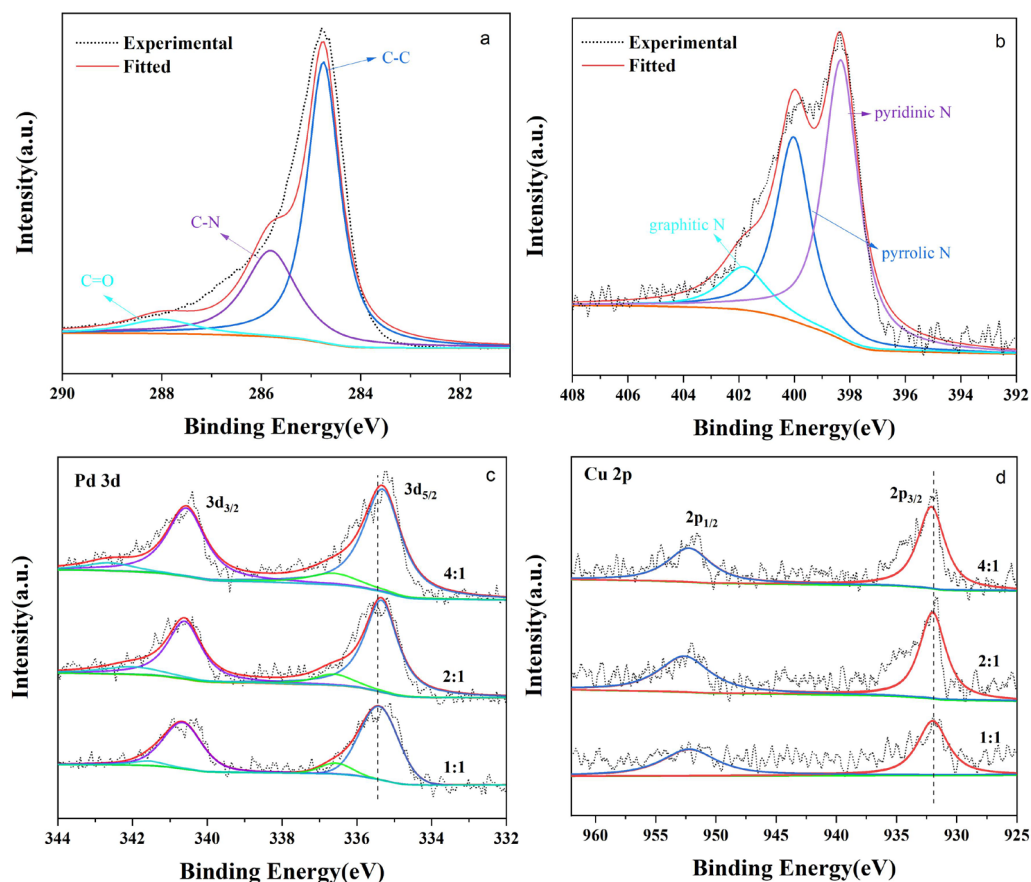 Experimental
Fitted
a
C-C
C-N
C=O
Intensity(a.u.)
290 288 286 284 282
Binding Energy(eV)
Experimental
Fitted
b
pyridinic N
graphitic N
pyrrolic N
Intensity(a.u.)
408 406 404 402 400 398 396 394 392
Binding Energy(eV)
Pd 3d
c
3d3/2
3d5/2
4:1
2:1
1:1
Intensity(a.u.)
344 342 340 338 336 334 332
Binding Energy(eV)
Cu 2p
d
2p1/2
2p3/2
4:1
2:1
1:1
Intensity(a.u.)
960 955 950 945 940 935 930 925
Binding Energy(eV)